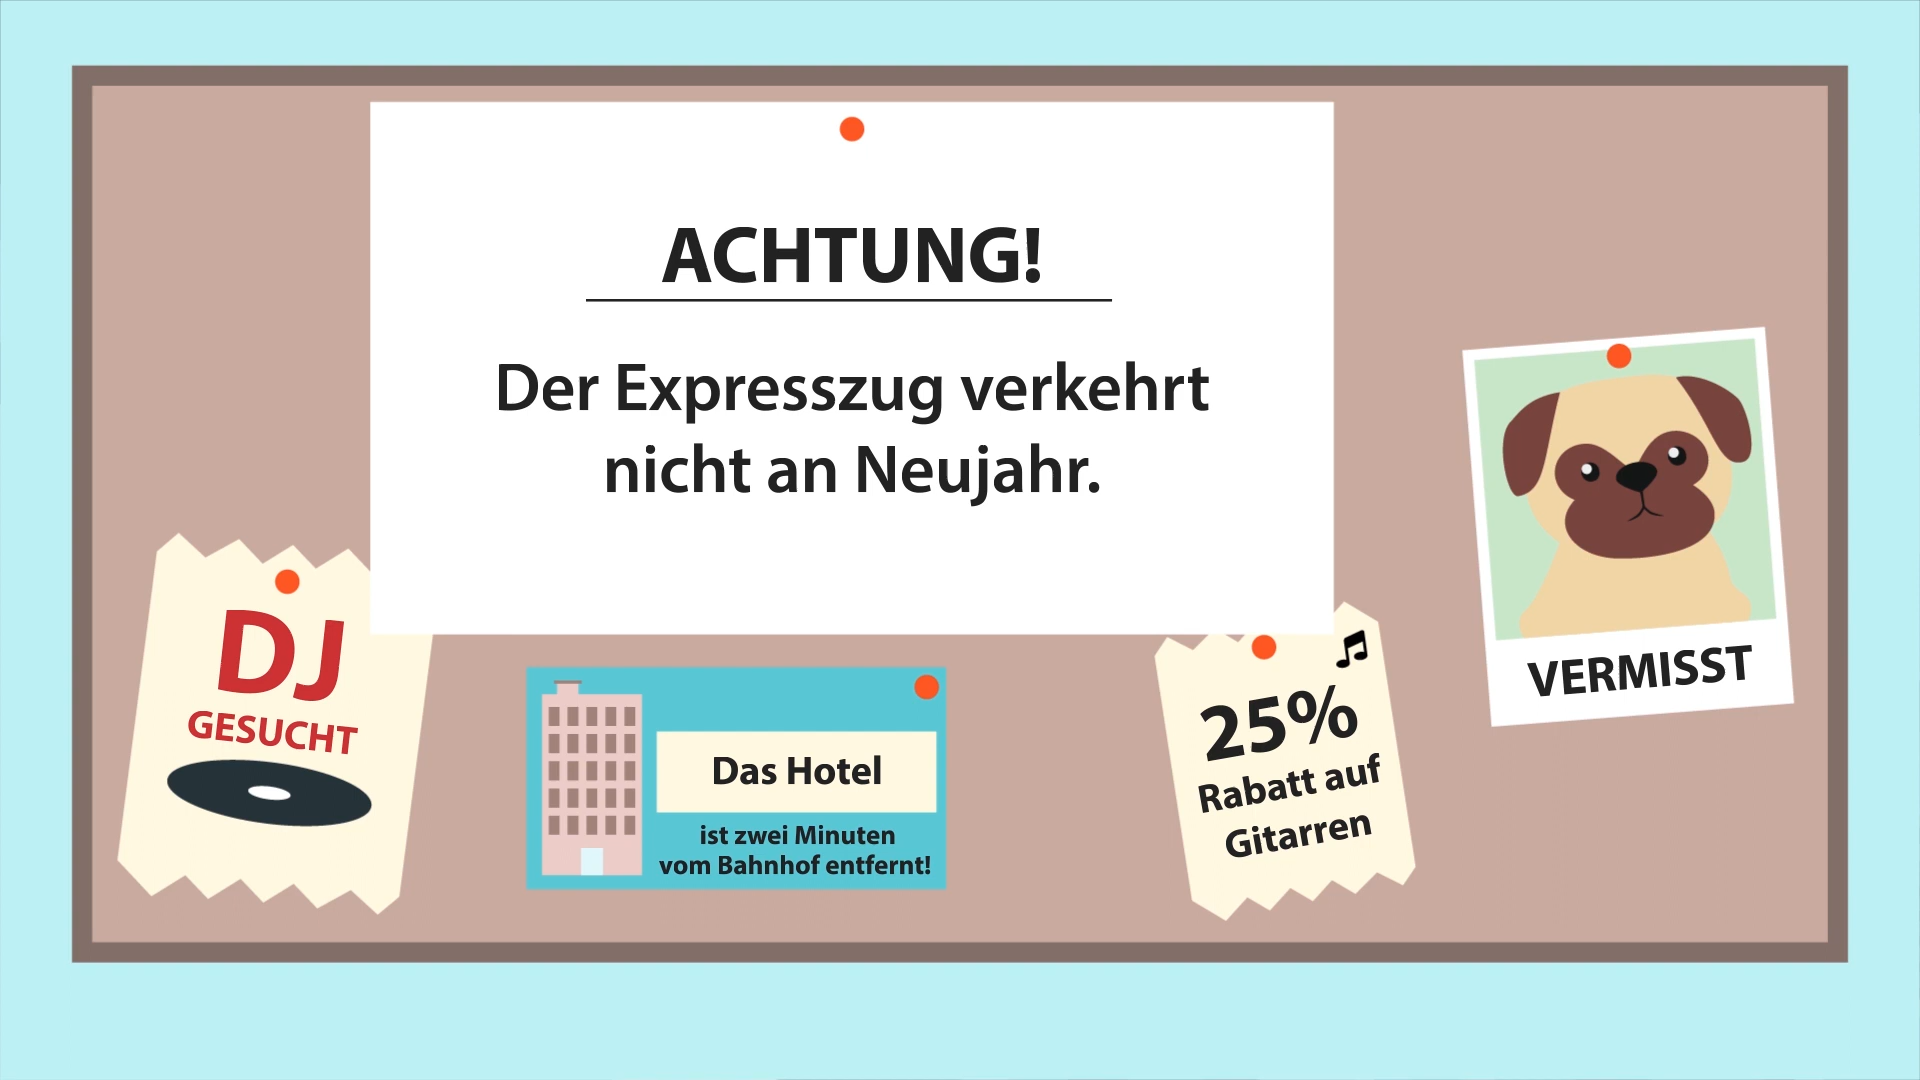 ACHTUNG!
Der Expresszug verkehrt
nicht an Neujahr.
DJ
GESUCHT
Das Hotel
ist zwei Minuten
vom Bahnhof entfernt!
25%
Rabatt auf
Gitarren
VERMISST